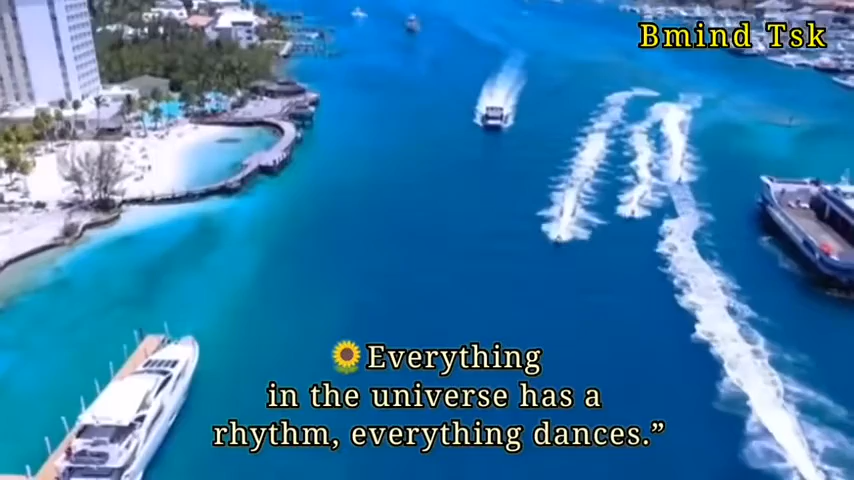 Bmind Tsk
🌻Everything
in the universe has a
rhythm, everything dances.”